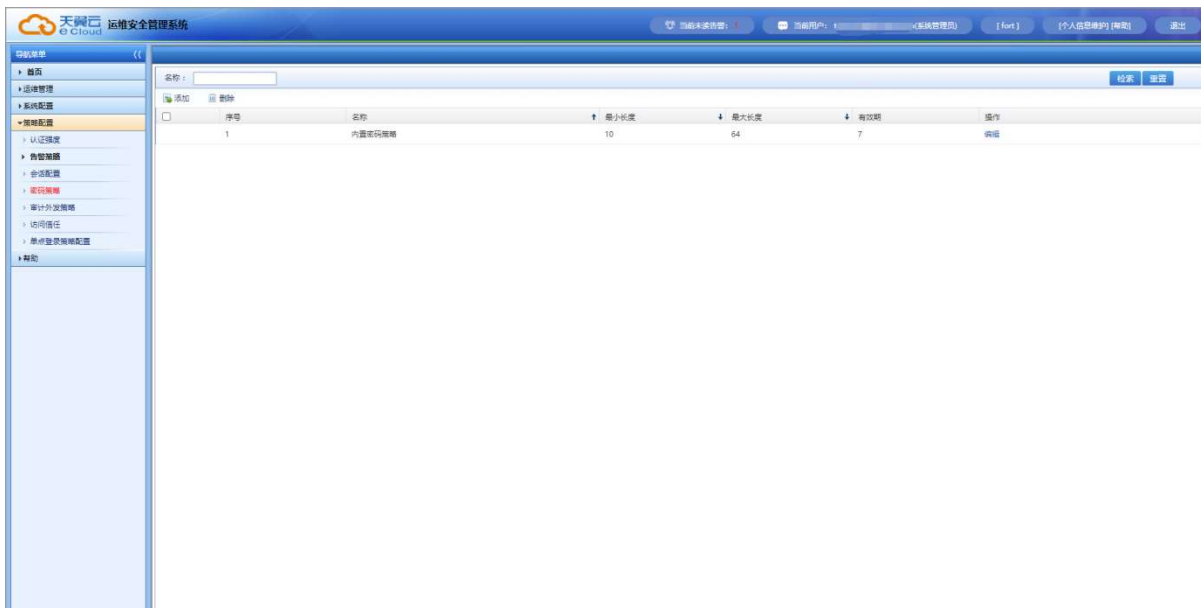 天翼云
e Cloud
运维安全管理系统
当前未读告警： 1
当前用户： t
(系统管理员)
[ fort ]
[个人信息维护] [帮助]
退出
导航菜单
首页
运维管理
系统配置
策略配置
认证强度
告警策略
会话配置
密码策略
审计外发策略
访问信任
单点登录策略配置
帮助
名称：
检索 重置
添加 删除
序号 名称 最小长度 最大长度 有效期 操作
1 内置密码策略 10 64 7 编辑